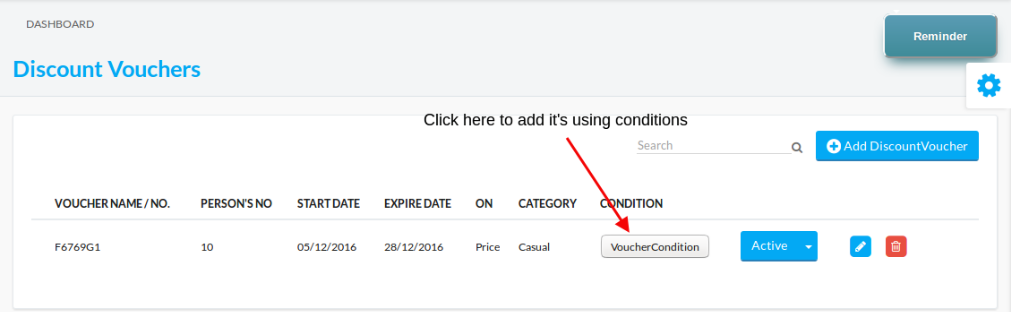 DASHBOARD
Reminder
Discount Vouchers
Click here to add it's using conditions
Search
Add DiscountVoucher
VOUCHER NAME / NO. PERSON'S NO START DATE EXPIRE DATE ON CATEGORY CONDITION
F6769G1 10 05/12/2016 28/12/2016 Price Casual VoucherCondition Active